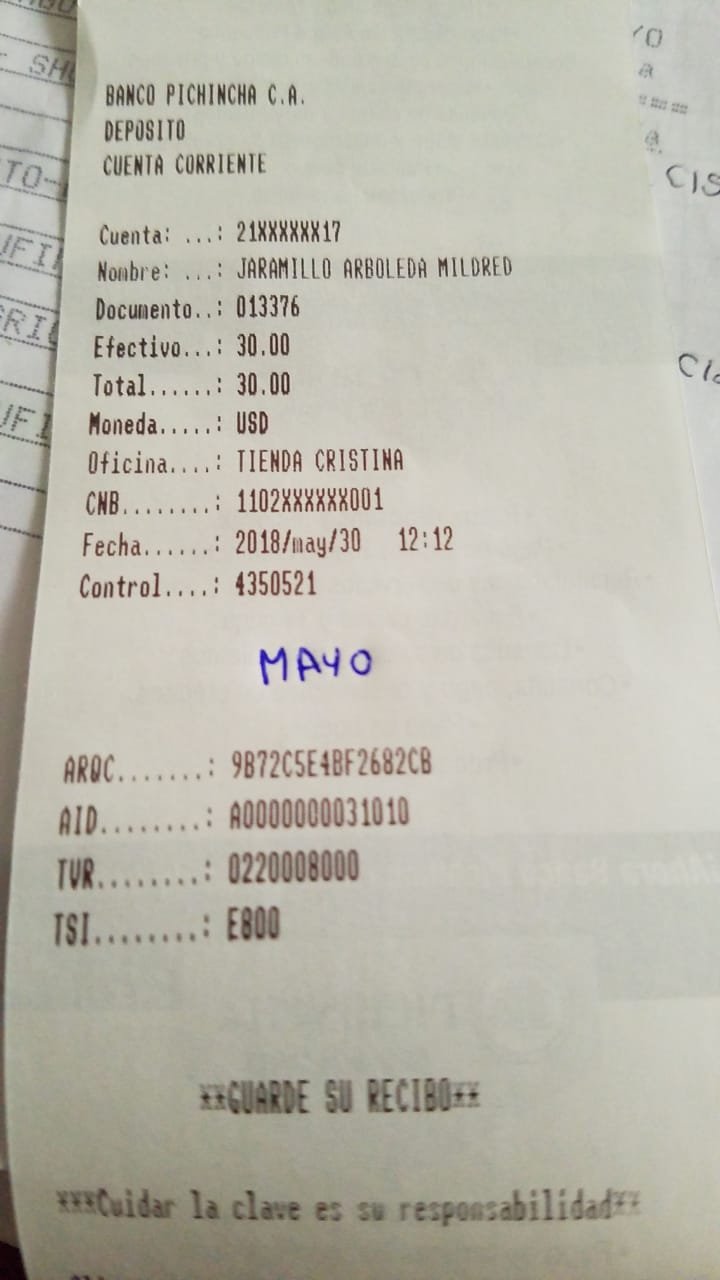 BANCO PICHINCHA C.A.
DEPOSITO
CUENTA CORRIENTE
Cuenta: ...: 21XXXXXX17
Nombre: ...: JARAMILLO ARBOLEDA MILDRED
Documento..: 013376
Efectivo...: 30.00
Total......: 30.00
Moneda.....: USD
Oficina....: TIENDA CRISTINA
CNB........: 1102XXXXXX001
Fecha......: 2018/may/30 12:12
Control....: 4350521
MAYO
ARQC.......: 9B72C5E4BF2682CB
AID........: A0000000031010
TVR........: 0220008000
TSI........: E800
**GUARDE SU RECIBO**
***Cuidar la clave es su responsabilidad**